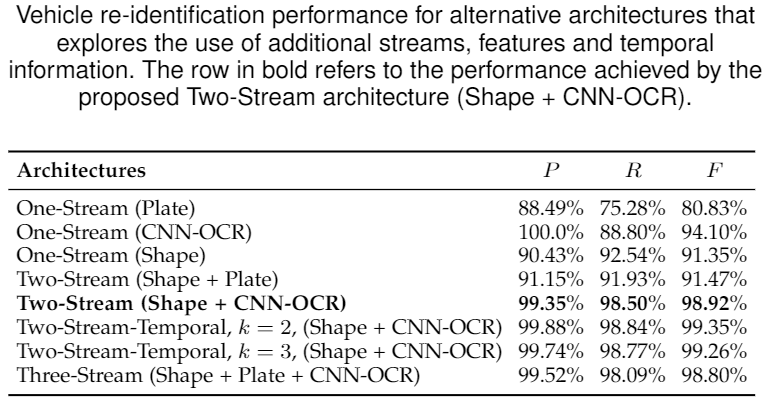 Vehicle re-identification performance for alternative architectures that
explores the use of additional streams, features and temporal
information. The row in bold refers to the performance achieved by the
proposed Two-Stream architecture (Shape + CNN-OCR).
Architectures P R F
One-Stream (Plate) 88.49% 75.28% 80.83%
One-Stream (CNN-OCR) 100.0% 88.80% 94.10%
One-Stream (Shape) 90.43% 92.54% 91.35%
Two-Stream (Shape + Plate) 91.15% 91.93% 91.47%
Two-Stream (Shape + CNN-OCR) 99.35% 98.50% 98.92%
Two-Stream-Temporal, k = 2, (Shape + CNN-OCR) 99.88% 98.84% 99.35%
Two-Stream-Temporal, k = 3, (Shape + CNN-OCR) 99.74% 98.77% 99.26%
Three-Stream (Shape + Plate + CNN-OCR) 99.52% 98.09% 98.80%